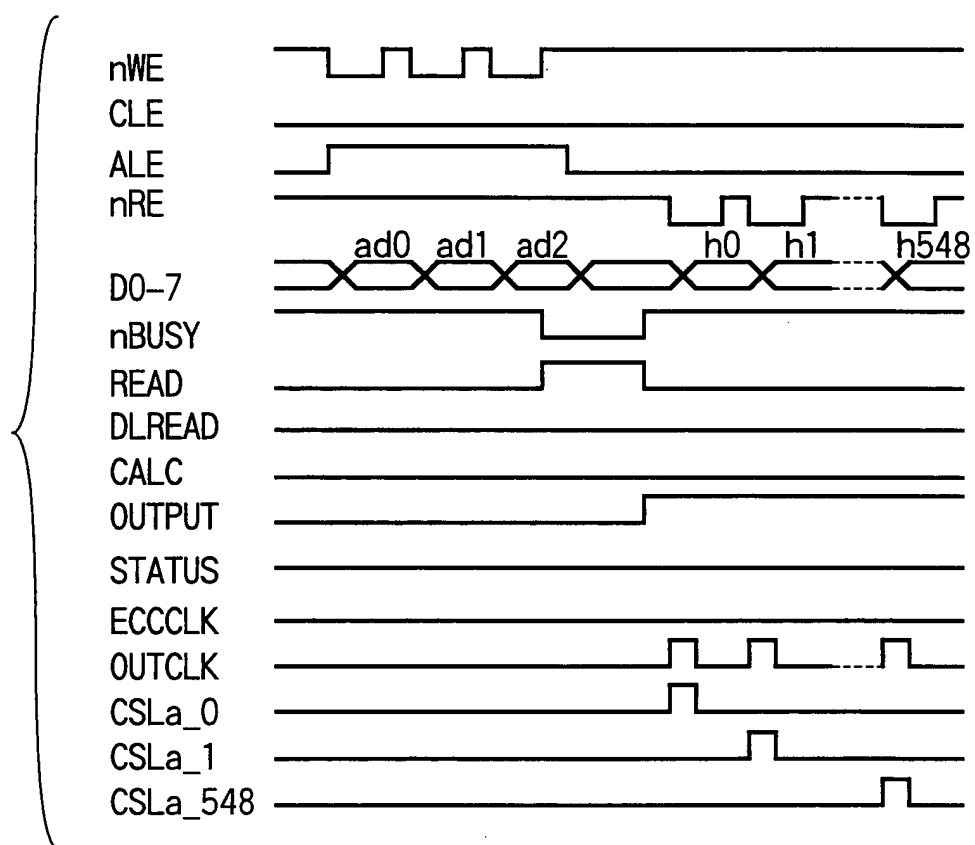 nWE
CLE
ALE
nRE
ad0 ad1 ad2 h0 h1 h548
D0-7
nBUSY
READ
DLREAD
CALC
OUTPUT
STATUS
ECCCLK
OUTCLK
CSLa_0
CSLa_1
CSLa_548